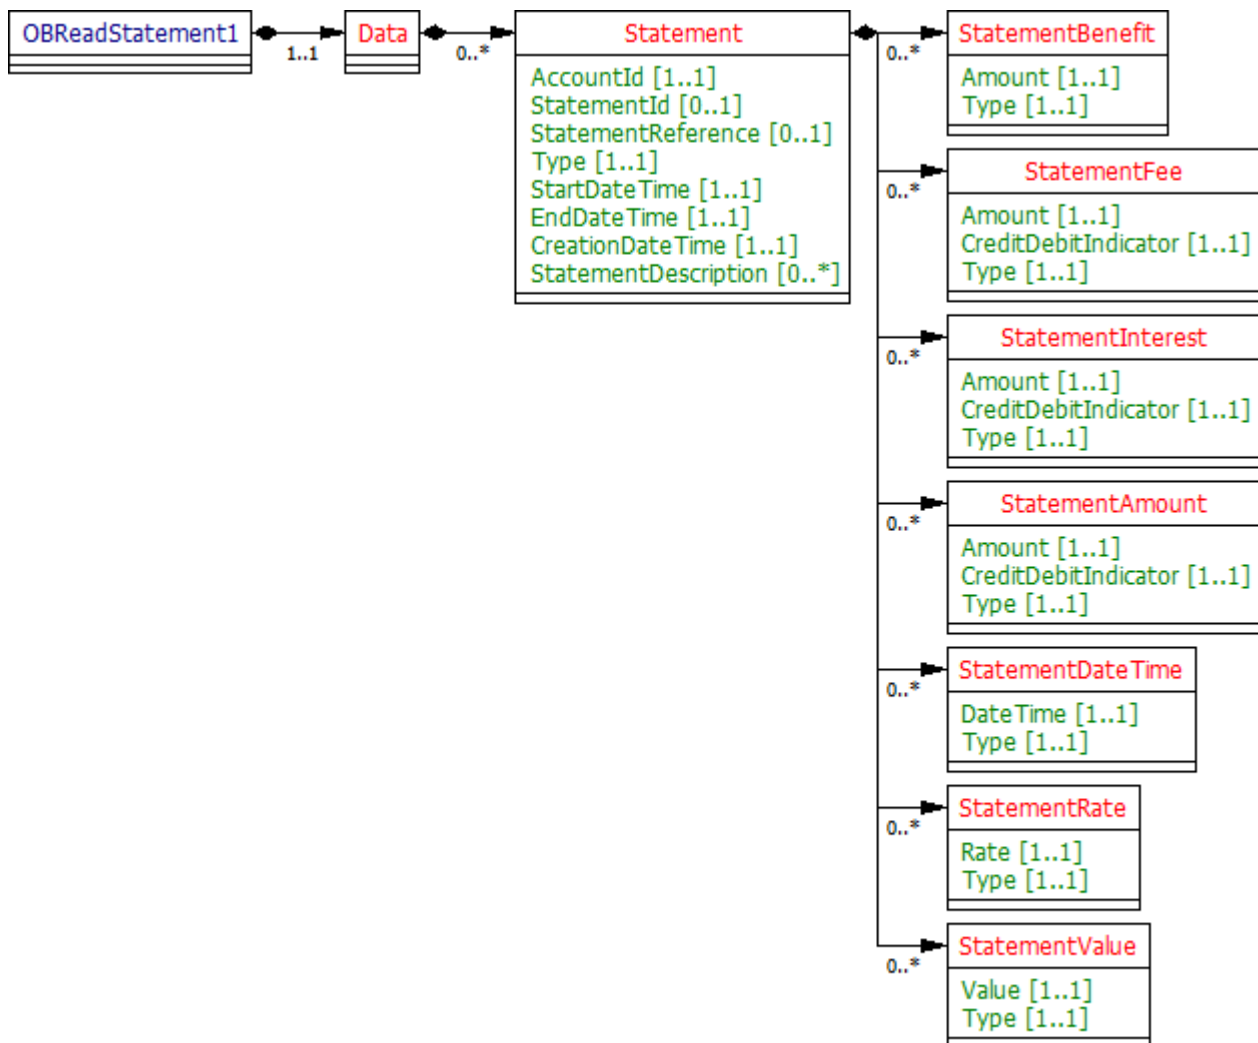 OBReadStatement1
1..1
Data
0..*
Statement
AccountId [1..1]
StatementId [0..1]
StatementReference [0..1]
Type [1..1]
StartDateTime [1..1]
EndDateTime [1..1]
CreationDateTime [1..1]
StatementDescription [0..*]
0..*
StatementBenefit
Amount [1..1]
Type [1..1]
0..*
StatementFee
Amount [1..1]
CreditDebitIndicator [1..1]
Type [1..1]
0..*
StatementInterest
Amount [1..1]
CreditDebitIndicator [1..1]
Type [1..1]
0..*
StatementAmount
Amount [1..1]
CreditDebitIndicator [1..1]
Type [1..1]
0..*
StatementDateTime
DateTime [1..1]
Type [1..1]
0..*
StatementRate
Rate [1..1]
Type [1..1]
0..*
StatementValue
Value [1..1]
Type [1..1]